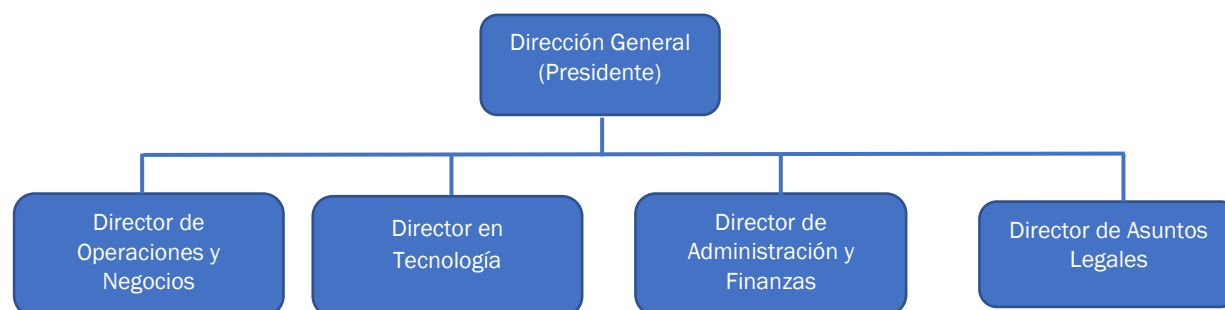 Dirección General
(Presidente)
Director de
Operaciones y
Negocios
Director en
Tecnología
Director de
Administración y
Finanzas
Director de Asuntos
Legales